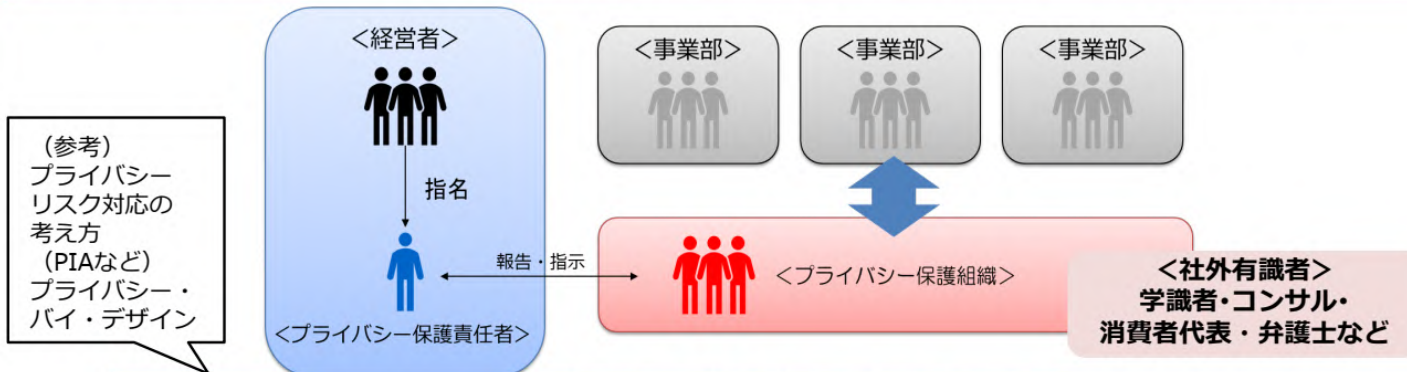 （参考）
プライバシー
リスク対応の
考え方
（PIAなど）
プライバシー・
バイ・デザイン
＜経営者＞
指名
＜プライバシー保護責任者＞
報告・指示
＜事業部＞
＜事業部＞
＜事業部＞
＜プライバシー保護組織＞
＜社外有識者＞
学識者・コンサル・
消費者代表・弁護士など